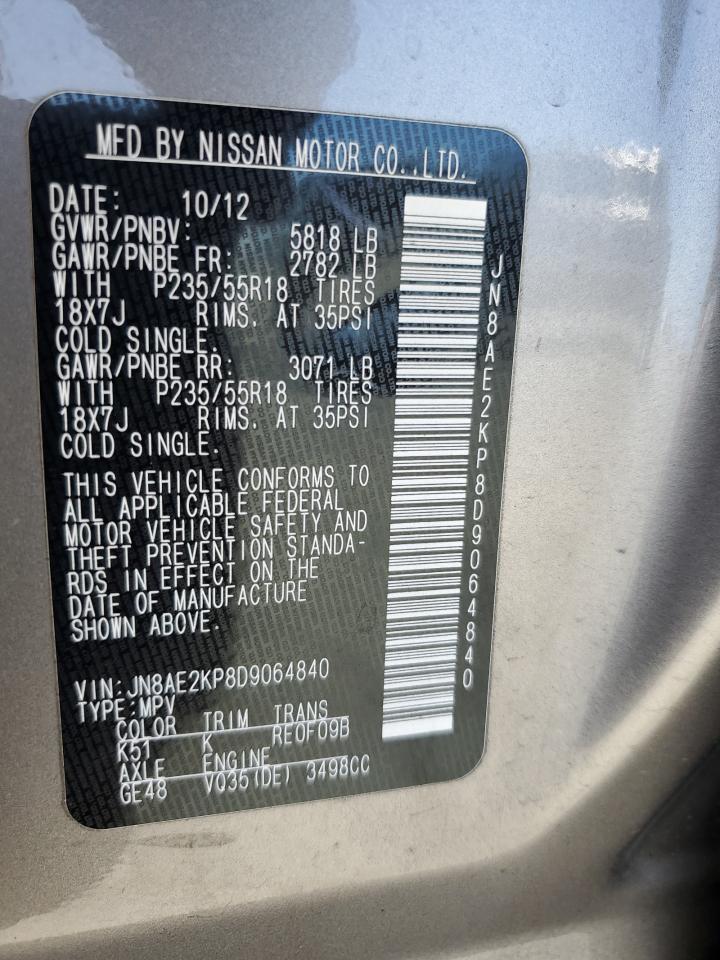 MFD BY NISSAN MOTOR CO.,LTD.
DATE: 10/12
GVWR/PNBV: 5818 LB
GAWR/PNBE FR: 2782 LB
WITH P235/55R18 TIRES
18X7J RIMS. AT 35PSI
COLD SINGLE.
GAWR/PNBE RR: 3071 LB
WITH P235/55R18 TIRES
18X7J RIMS. AT 35PSI
COLD SINGLE.
THIS VEHICLE CONFORMS TO
ALL APPLICABLE FEDERAL
MOTOR VEHICLE SAFETY AND
THEFT PREVENTION STANDA-
RDS IN EFFECT ON THE
DATE OF MANUFACTURE
SHOWN ABOVE.
VIN:JN8AE2KP8D9064840
TYPE:MPV
COLOR TRIM TRANS
K51 K RE0F09B
AXLE ENGINE
GE48 VQ35(DE) 3498CC
JN8AE2KP8D9064840